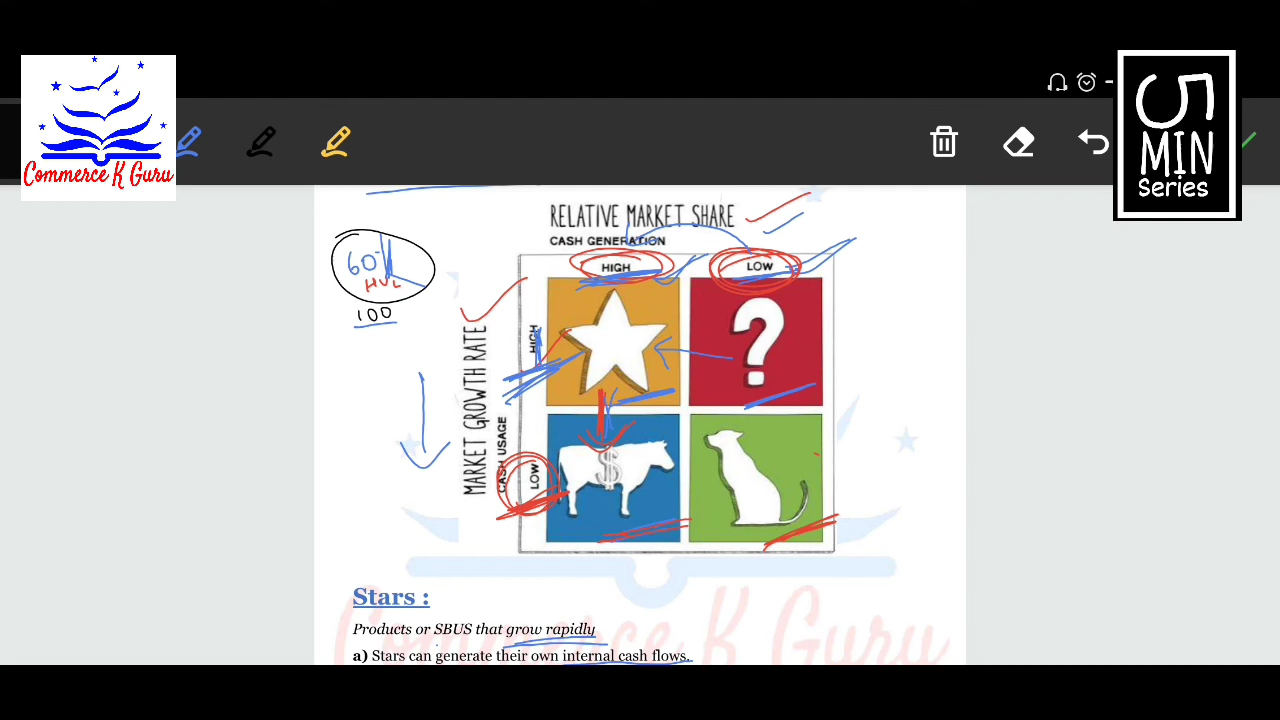 Commerce K Guru
5
MIN
Series
RELATIVE MARKET SHARE
CASH GENERATION
HIGH
LOW
60%
HUL
100
MARKET GROWTH RATE
CASH USAGE
HIGH
LOW
?
$
Stars :
Products or SBUS that grow rapidly
a) Stars can generate their own internal cash flows.
K Guru